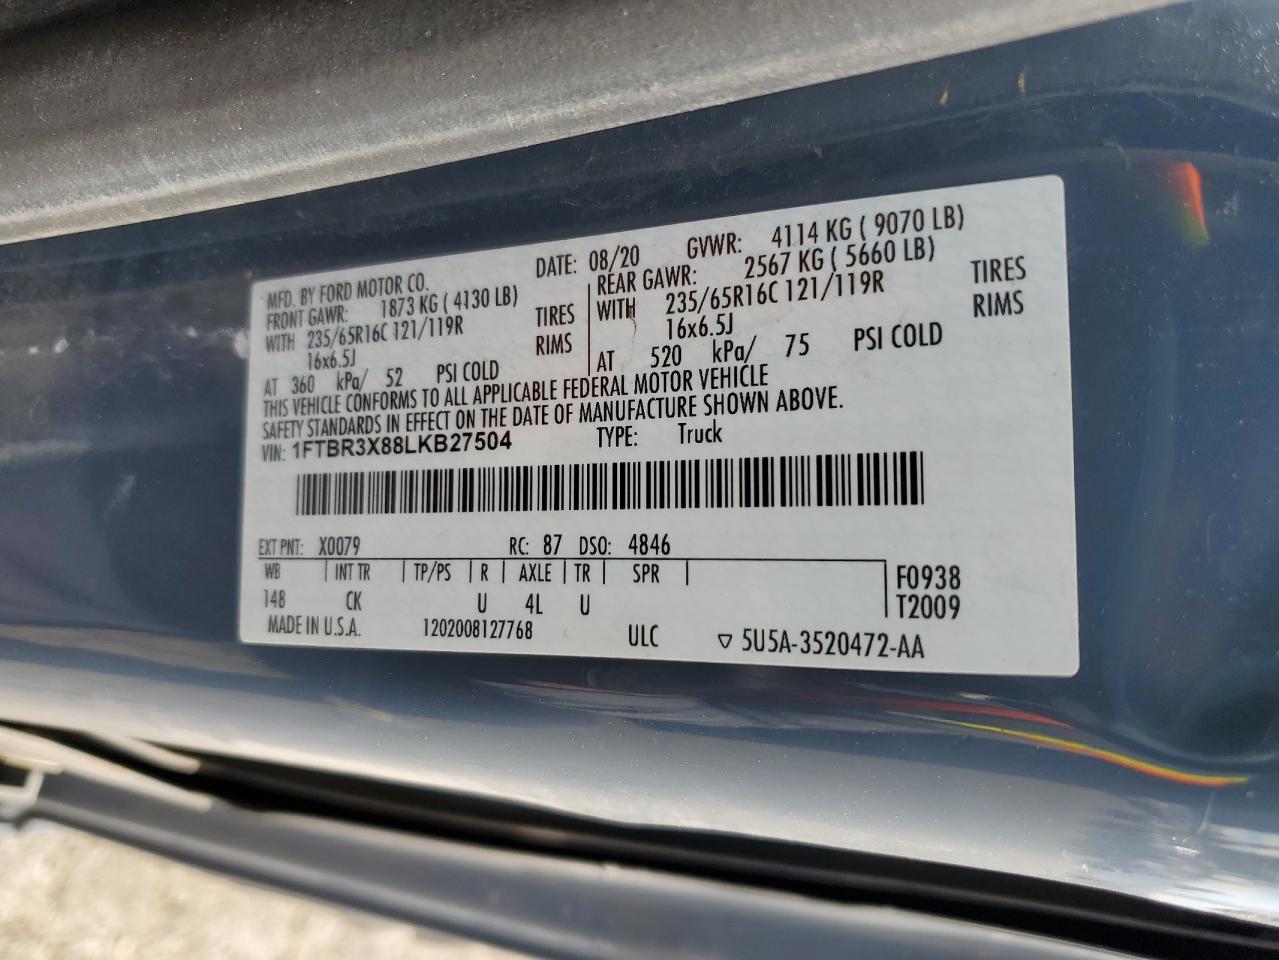 MFD. BY FORD MOTOR CO. DATE: 08/20 GVWR: 4114 KG ( 9070 LB)
FRONT GAWR: 1873 KG ( 4130 LB) REAR GAWR: 2567 KG ( 5660 LB)
WITH 235/65R16C 121/119R TIRES WITH 235/65R16C 121/119R TIRES
16x6.5J RIMS 16x6.5J RIMS
AT 360 kPa/ 52 PSI COLD AT 520 kPa/ 75 PSI COLD
THIS VEHICLE CONFORMS TO ALL APPLICABLE FEDERAL MOTOR VEHICLE
SAFETY STANDARDS IN EFFECT ON THE DATE OF MANUFACTURE SHOWN ABOVE.
VIN: 1FTBR3X88LKB27504 TYPE: Truck
EXT PNT: X0079 RC: 87 DSO: 4846
WB INT TR TP/PS R AXLE TR SPR F0938
148 CK U 4L U T2009
MADE IN U.S.A. 1202008127768 ULC ▽ 5U5A-3520472-AA